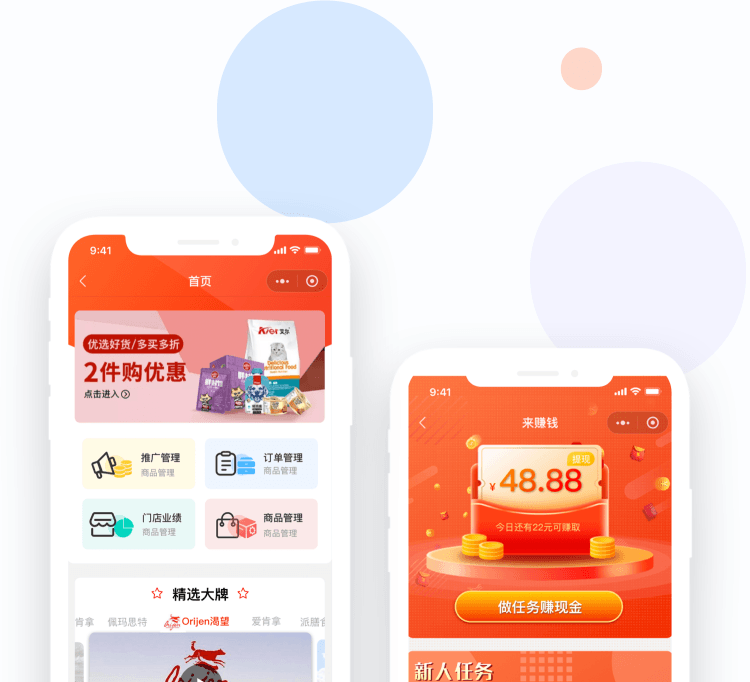 9:41
首页
优选好货/多买多折
2件购优惠
点击进入
推广管理
商品管理
订单管理
商品管理
门店业绩
商品管理
商品管理
商品管理
精选大牌
肯拿 佩玛思特 Orijen渴望 爱肯拿 派膳
9:41
来赚钱
提现
¥ 48.88
今日还有22元可赚取
做任务赚现金
新人任务